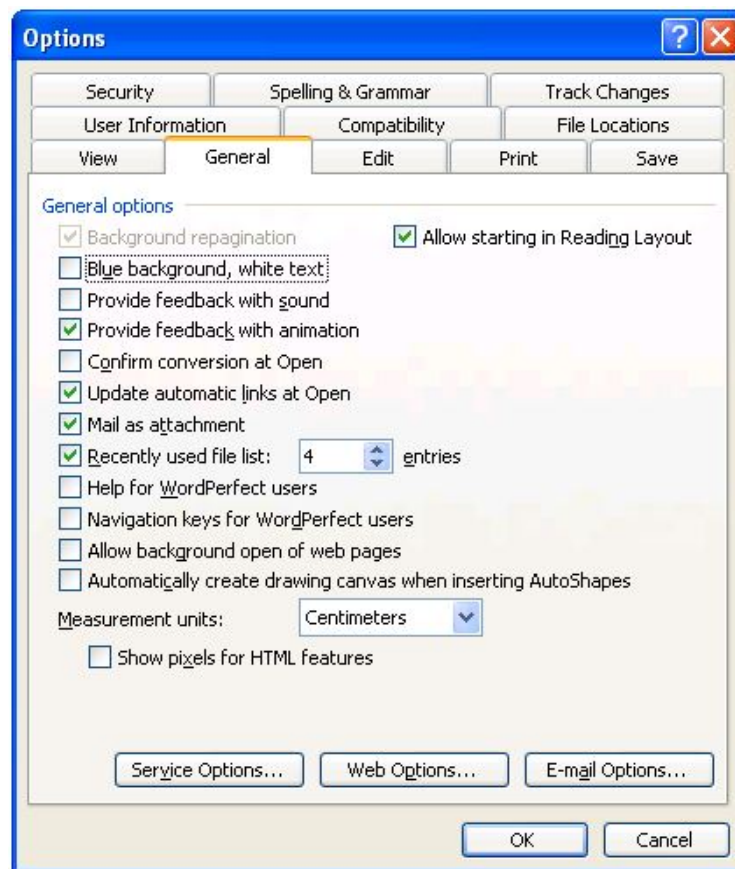 Options
Security Spelling & Grammar Track Changes
User Information Compatibility File Locations
View General Edit Print Save
General options
Background repagination Allow starting in Reading Layout
Blue background, white text
Provide feedback with sound
Provide feedback with animation
Confirm conversion at Open
Update automatic links at Open
Mail as attachment
Recently used file list: 4 entries
Help for WordPerfect users
Navigation keys for WordPerfect users
Allow background open of web pages
Automatically create drawing canvas when inserting AutoShapes
Measurement units: Centimeters
Show pixels for HTML features
Service Options... Web Options... E-mail Options...
OK Cancel